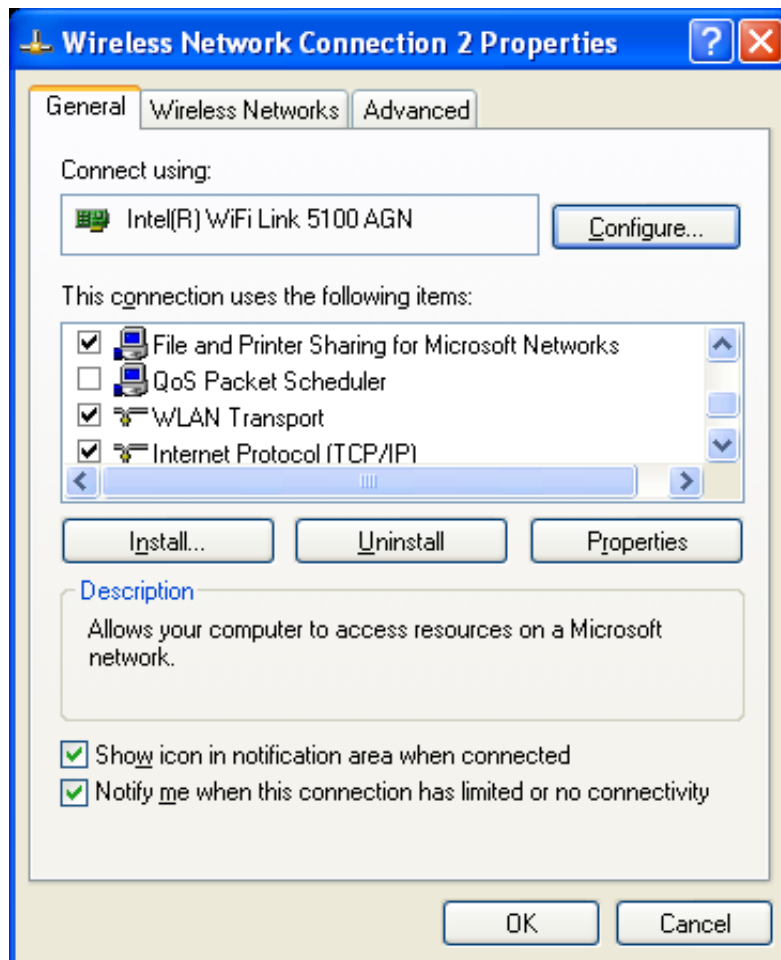 Wireless Network Connection 2 Properties
General Wireless Networks Advanced
Connect using:
Intel(R) WiFi Link 5100 AGN
Configure...
This connection uses the following items:
File and Printer Sharing for Microsoft Networks
QoS Packet Scheduler
WLAN Transport
Internet Protocol (TCP/IP)
Install... Uninstall Properties
Description
Allows your computer to access resources on a Microsoft
network.
Show icon in notification area when connected
Notify me when this connection has limited or no connectivity
OK Cancel